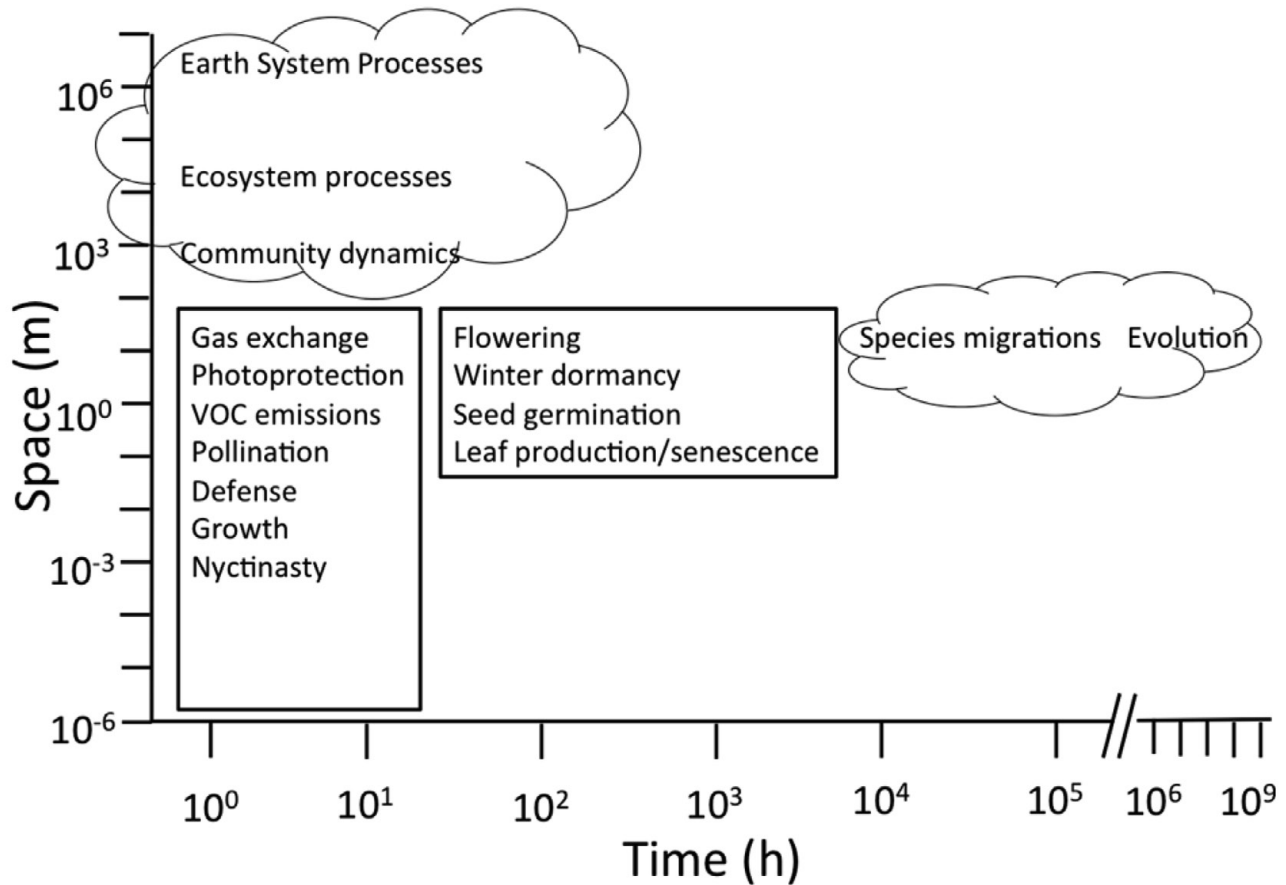 Earth System Processes
10⁶
Ecosystem processes
10³
Community dynamics
Space (m)
Gas exchange
Photoprotection
VOC emissions
Pollination
Defense
Growth
Nyctinasty
Flowering
Winter dormancy
Seed germination
Leaf production/senescence
Species migrations
Evolution
10⁰
10⁻³
10⁻⁶
10⁰
10¹
10²
10³
10⁴
10⁵
10⁶
10⁹
Time (h)